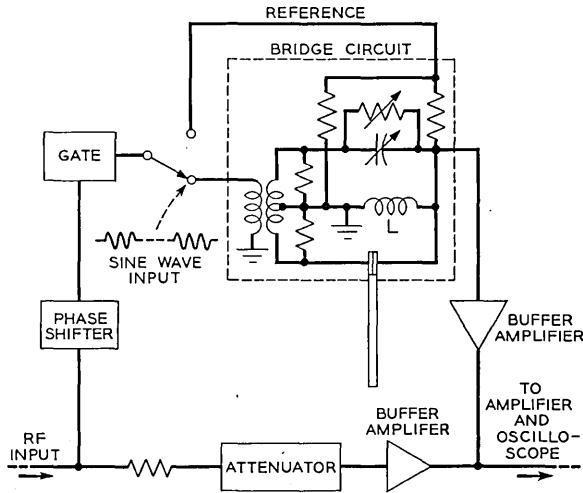 REFERENCE
BRIDGE CIRCUIT
GATE
L
SINE WAVE
INPUT
PHASE
SHIFTER
BUFFER
AMPLIFIER
RF
INPUT
ATTENUATOR
BUFFER
AMPLIFER
TO
AMPLIFIER
AND
OSCILLO-
SCOPE